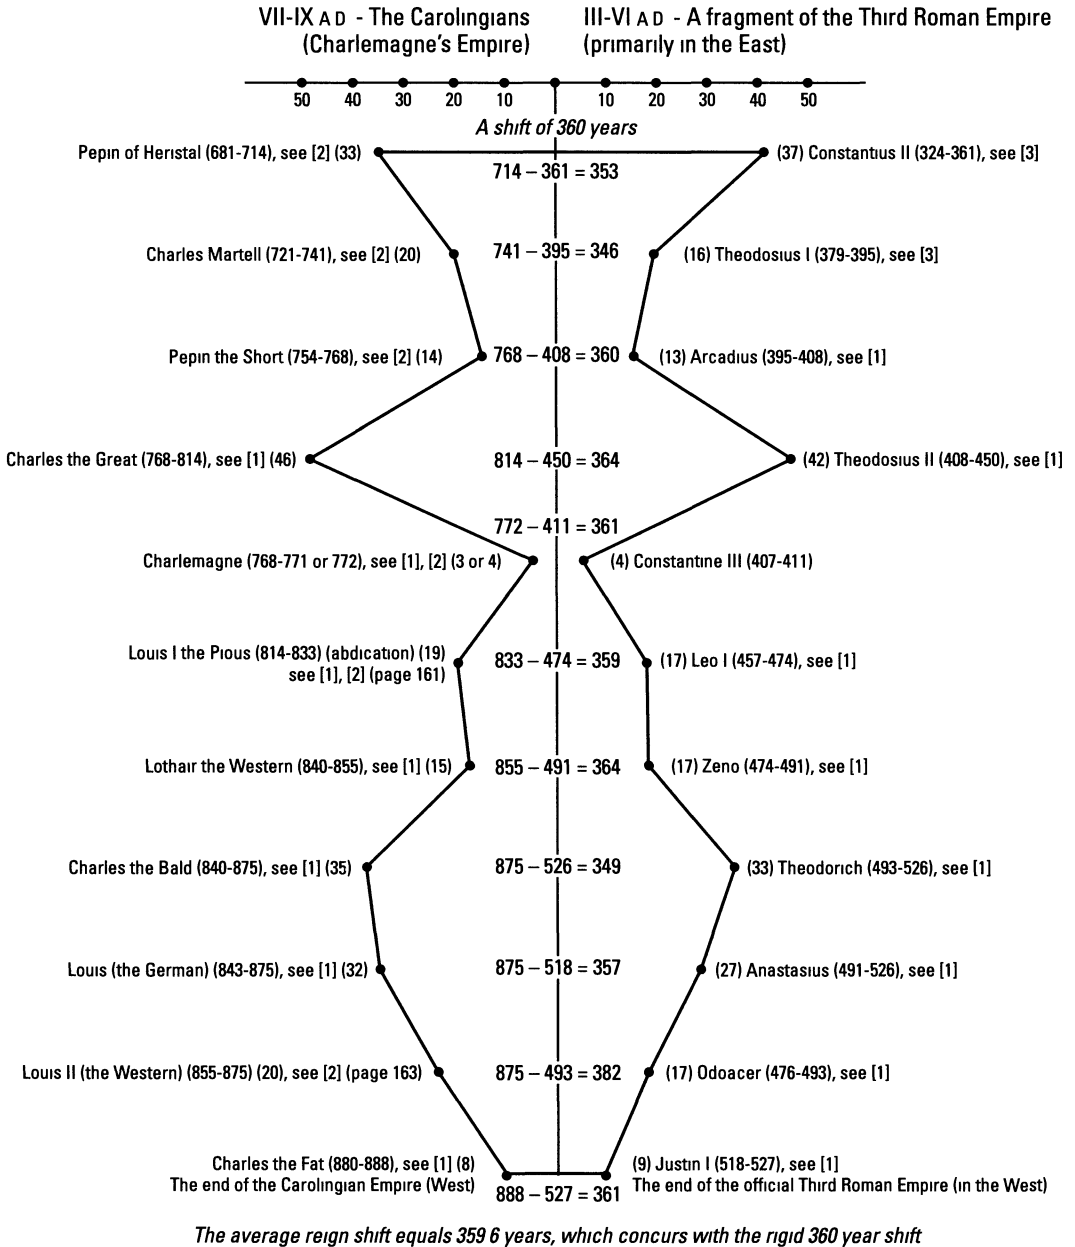 VII-IX A D - The Carolingians
(Charlemagne's Empire)
III-VI A D - A fragment of the Third Roman Empire
(primarily in the East)
50 40 30 20 10 10 20 30 40 50
A shift of 360 years
Pepin of Heristal (681-714), see [2] (33)
714 – 361 = 353
(37) Constantius II (324-361), see [3]
Charles Martell (721-741), see [2] (20)
741 – 395 = 346
(16) Theodosius I (379-395), see [3]
Pepin the Short (754-768), see [2] (14)
768 – 408 = 360
(13) Arcadius (395-408), see [1]
Charles the Great (768-814), see [1] (46)
814 – 450 = 364
(42) Theodosius II (408-450), see [1]
772 – 411 = 361
Charlemagne (768-771 or 772), see [1], [2] (3 or 4)
(4) Constantine III (407-411)
Louis I the Pious (814-833) (abdication) (19)
see [1], [2] (page 161)
833 – 474 = 359
(17) Leo I (457-474), see [1]
Lothair the Western (840-855), see [1] (15)
855 – 491 = 364
(17) Zeno (474-491), see [1]
Charles the Bald (840-875), see [1] (35)
875 – 526 = 349
(33) Theodorich (493-526), see [1]
Louis (the German) (843-875), see [1] (32)
875 – 518 = 357
(27) Anastasius (491-526), see [1]
Louis II (the Western) (855-875) (20), see [2] (page 163)
875 – 493 = 382
(17) Odoacer (476-493), see [1]
Charles the Fat (880-888), see [1] (8)
The end of the Carolingian Empire (West)
888 – 527 = 361
(9) Justin I (518-527), see [1]
The end of the official Third Roman Empire (in the West)
The average reign shift equals 359 6 years, which concurs with the rigid 360 year shift